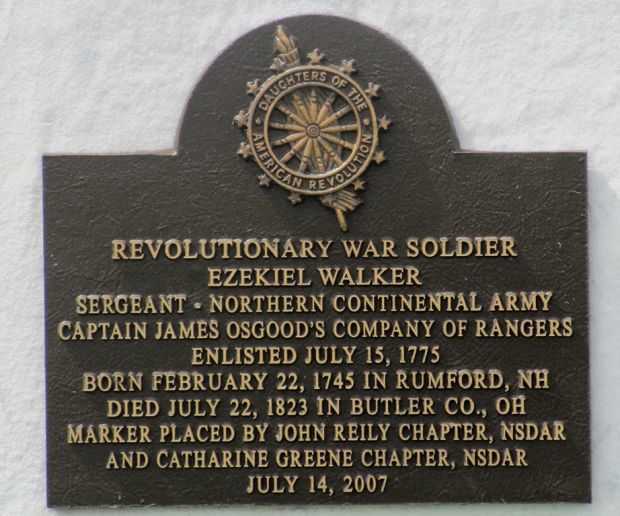 DAUGHTERS OF THE
AMERICAN REVOLUTION
REVOLUTIONARY WAR SOLDIER
EZEKIEL WALKER
SERGEANT - NORTHERN CONTINENTAL ARMY
CAPTAIN JAMES OSGOOD'S COMPANY OF RANGERS
ENLISTED JULY 15, 1775
BORN FEBRUARY 22, 1745 IN RUMFORD, NH
DIED JULY 22, 1823 IN BUTLER CO., OH
MARKER PLACED BY JOHN REILY CHAPTER, NSDAR
AND CATHARINE GREENE CHAPTER, NSDAR
JULY 14, 2007